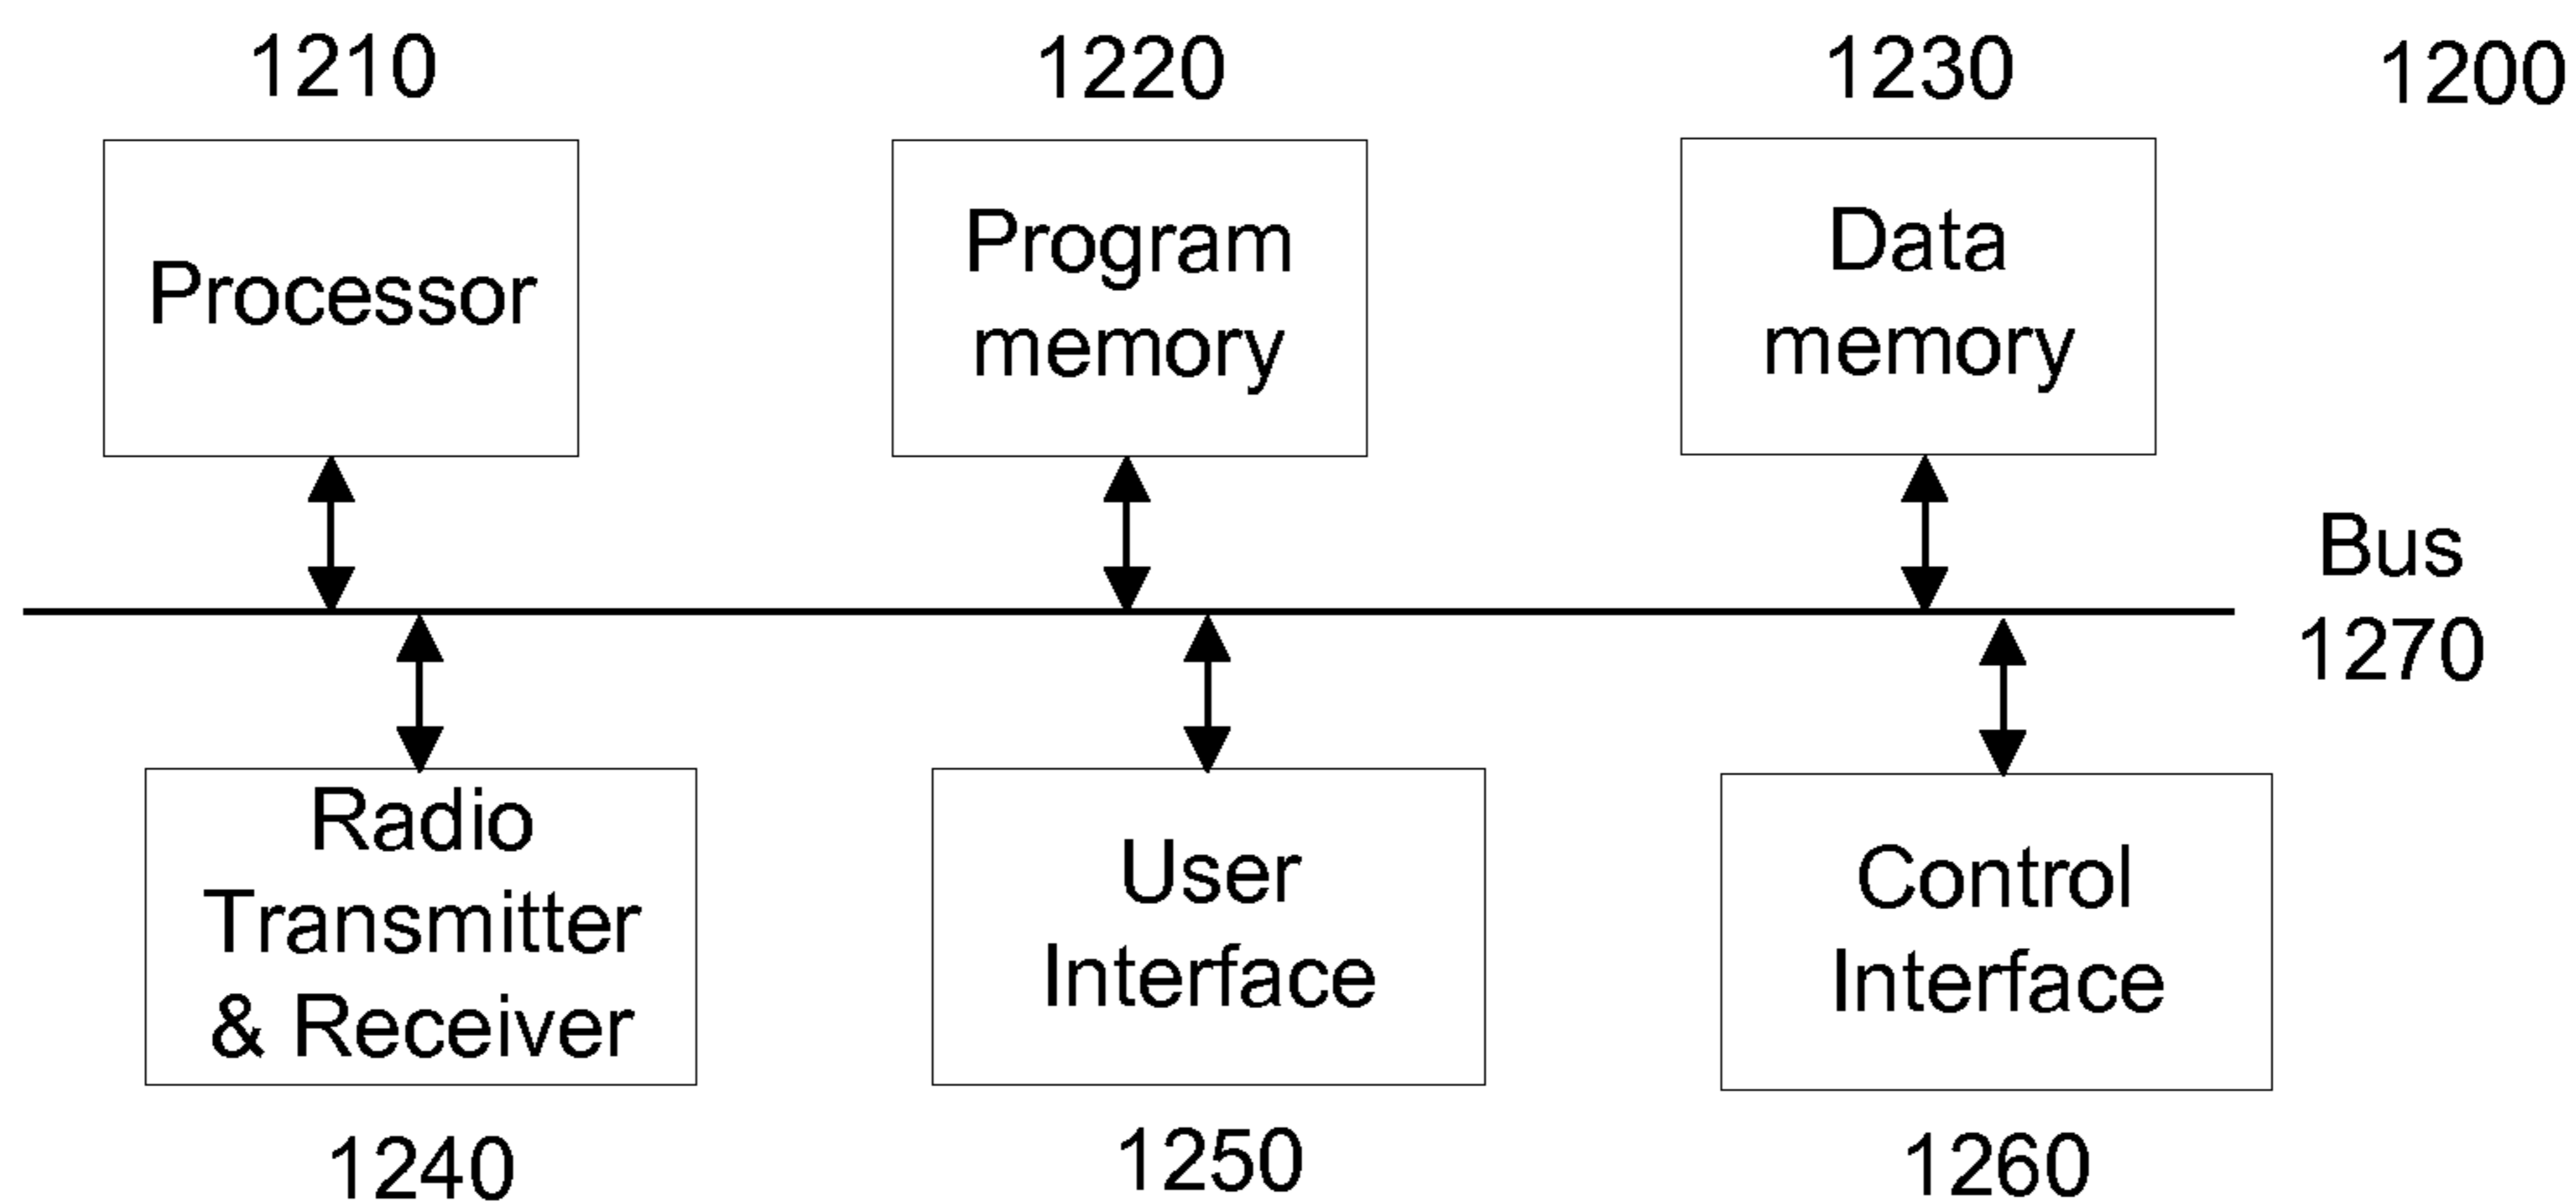 1210
1220
1230
1200
Processor
Program
memory
Data
memory
Bus
1270
Radio
Transmitter
& Receiver
User
Interface
Control
Interface
1240
1250
1260